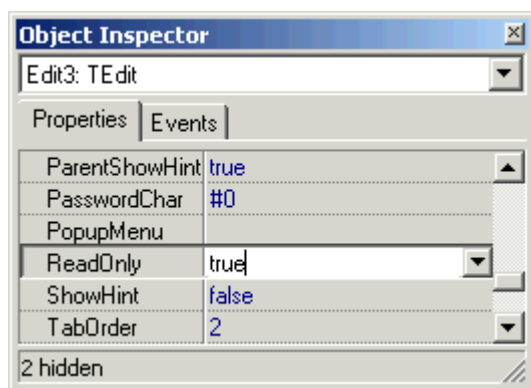 Object Inspector
Edit3: TEdit
Properties Events
ParentShowHint true
PasswordChar #0
PopupMenu
ReadOnly true
ShowHint false
TabOrder 2
2 hidden